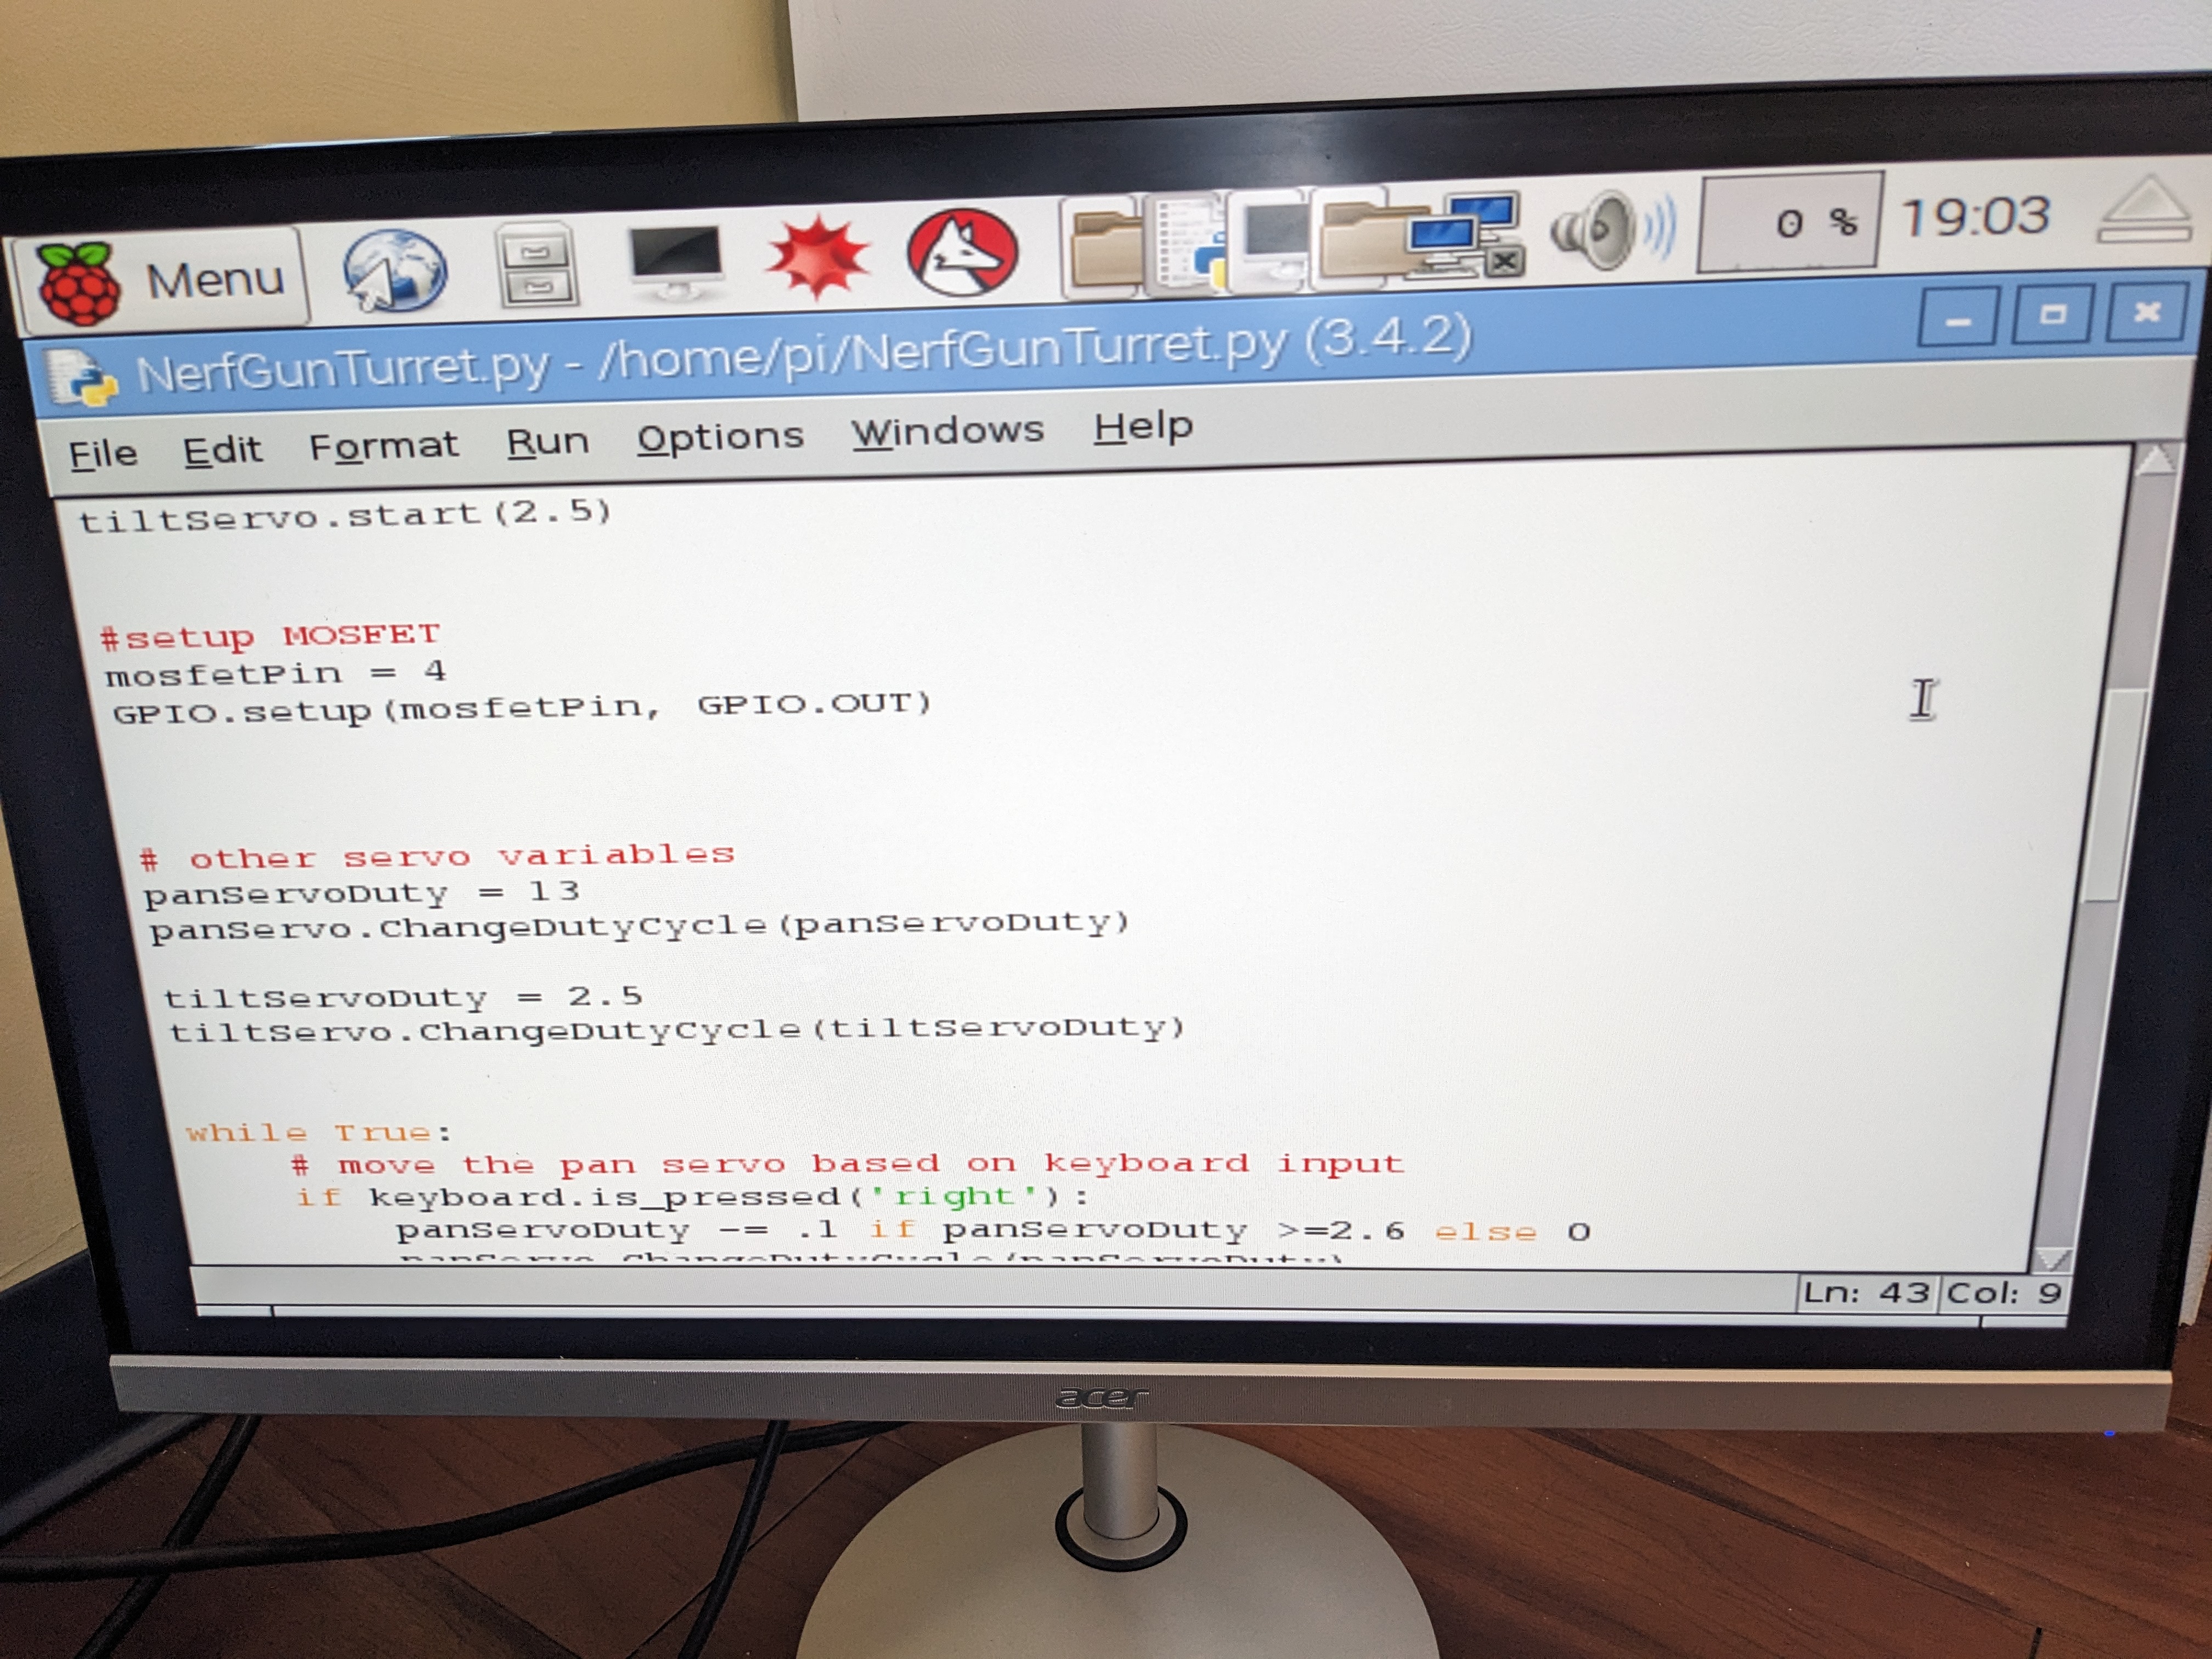 Menu
0 %
19:03
NerfGunTurret.py - /home/pi/NerfGunTurret.py (3.4.2)
File Edit Format Run Options Windows Help
tiltServo.start(2.5)
#setup MOSFET
mosfetPin = 4
GPIO.setup(mosfetPin, GPIO.OUT)
# other servo variables
panServoDuty = 13
panServo.ChangeDutyCycle(panServoDuty)
tiltServoDuty = 2.5
tiltServo.ChangeDutyCycle(tiltServoDuty)
while True:
    # move the pan servo based on keyboard input
    if keyboard.is_pressed('right'):
        panServoDuty -= .1 if panServoDuty >=2.6 else 0
        panServo.ChangeDutyCycle(panServoDuty)
Ln: 43 Col: 9
acer